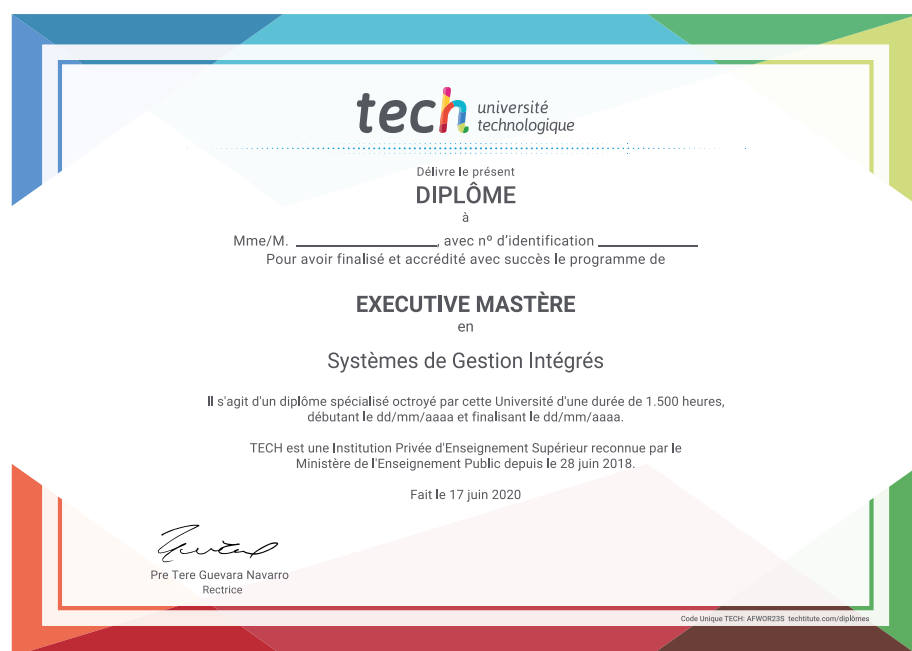 tech université
technologique
Délivre le présent
DIPLÔME
à
Mme/M. , avec nº d’identification
Pour avoir finalisé et accrédité avec succès le programme de
EXECUTIVE MASTÈRE
en
Systèmes de Gestion Intégrés
Il s'agit d'un diplôme spécialisé octroyé par cette Université d'une durée de 1.500 heures,
débutant le dd/mm/aaaa et finalisant le dd/mm/aaaa.
TECH est une Institution Privée d'Enseignement Supérieur reconnue par le
Ministère de l'Enseignement Public depuis le 28 juin 2018.
Fait le 17 juin 2020
Pre Tere Guevara Navarro
Rectrice
Code Unique TECH: AFWOR23S techtitute.com/diplômes